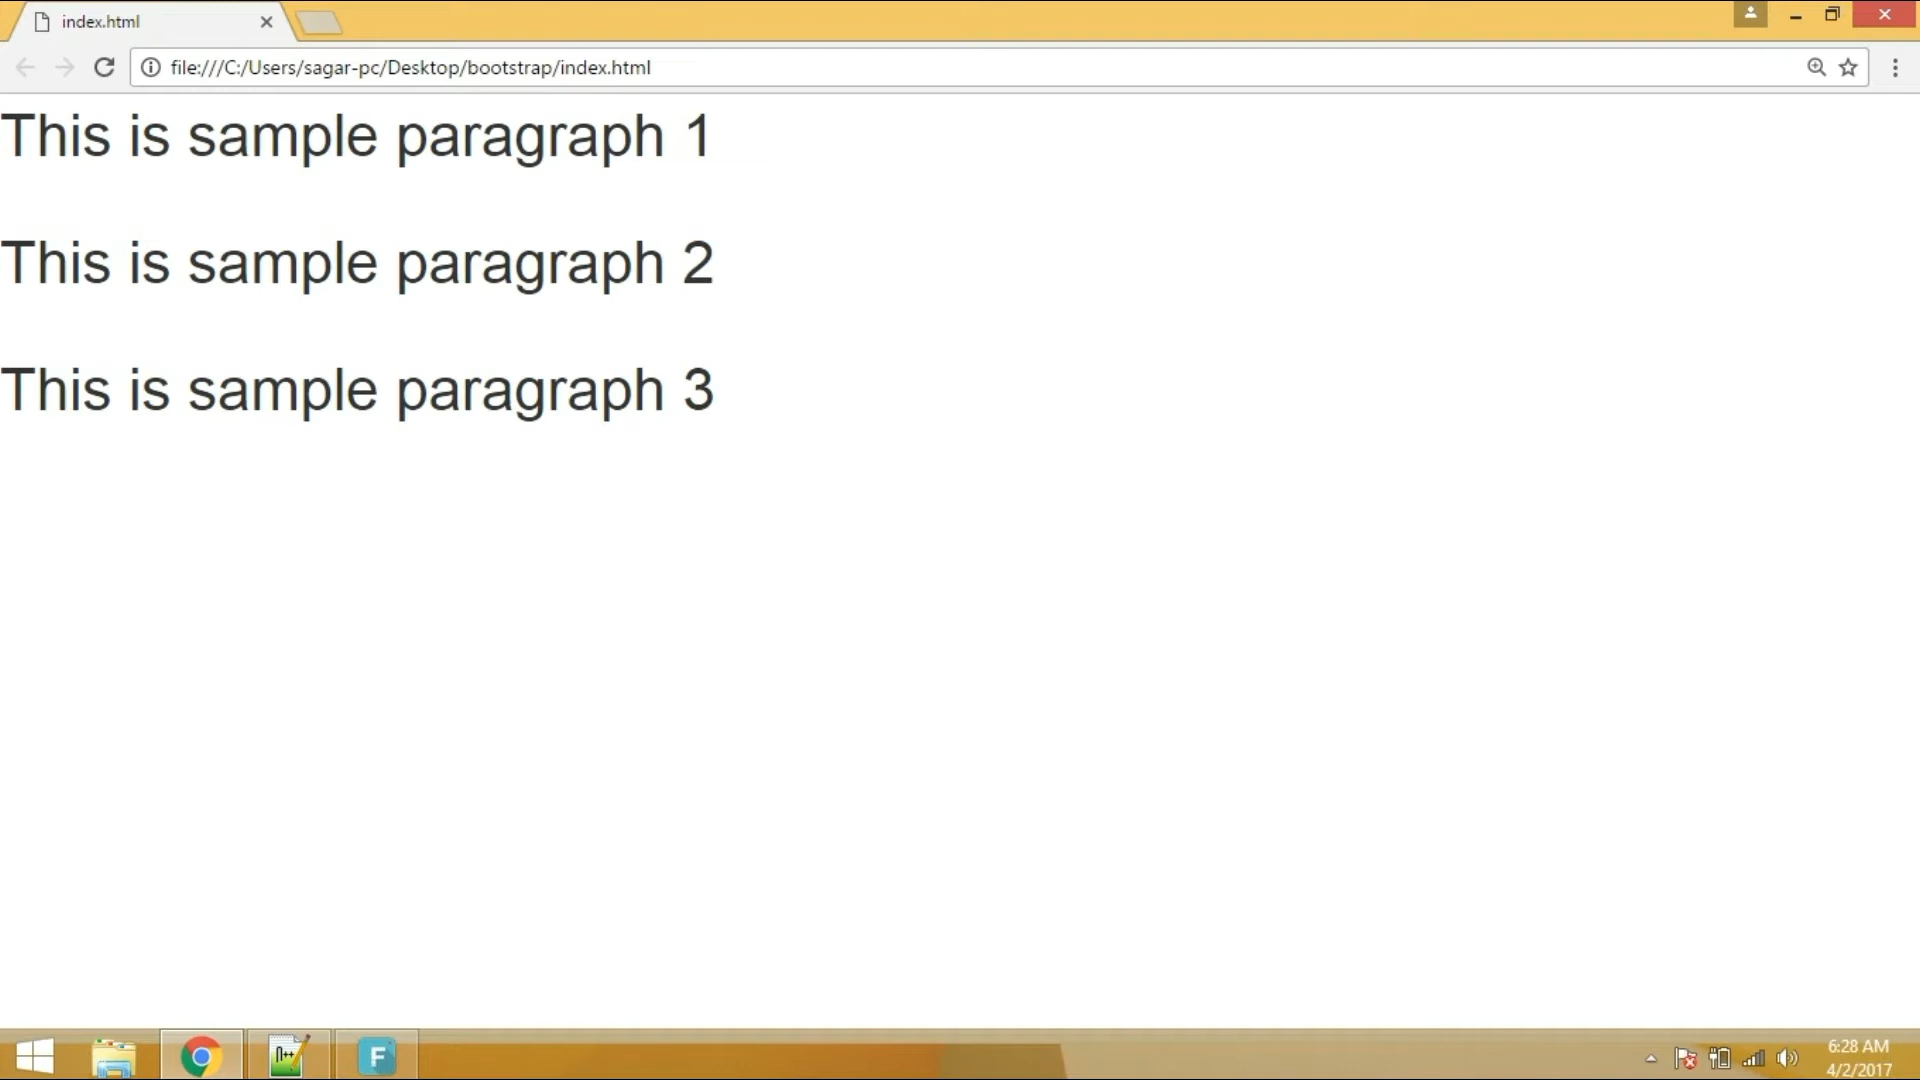 index.html
file:///C:/Users/sagar-pc/Desktop/bootstrap/index.html
This is sample paragraph 1
This is sample paragraph 2
This is sample paragraph 3
n++
F
6:28 AM
4/2/2017